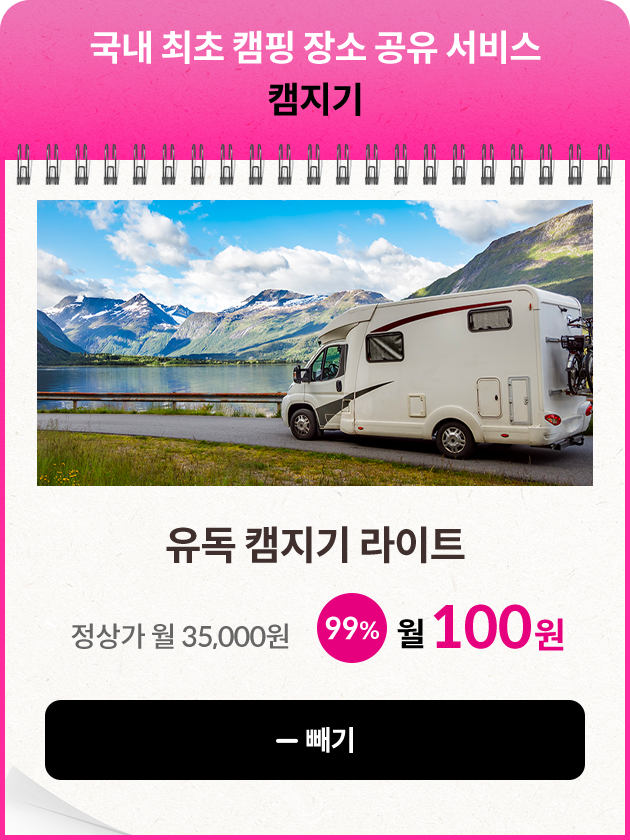 국내 최초 캠핑 장소 공유 서비스
캠지기
유독 캠지기 라이트
정상가 월 35,000원 99% 월 100원
— 빼기